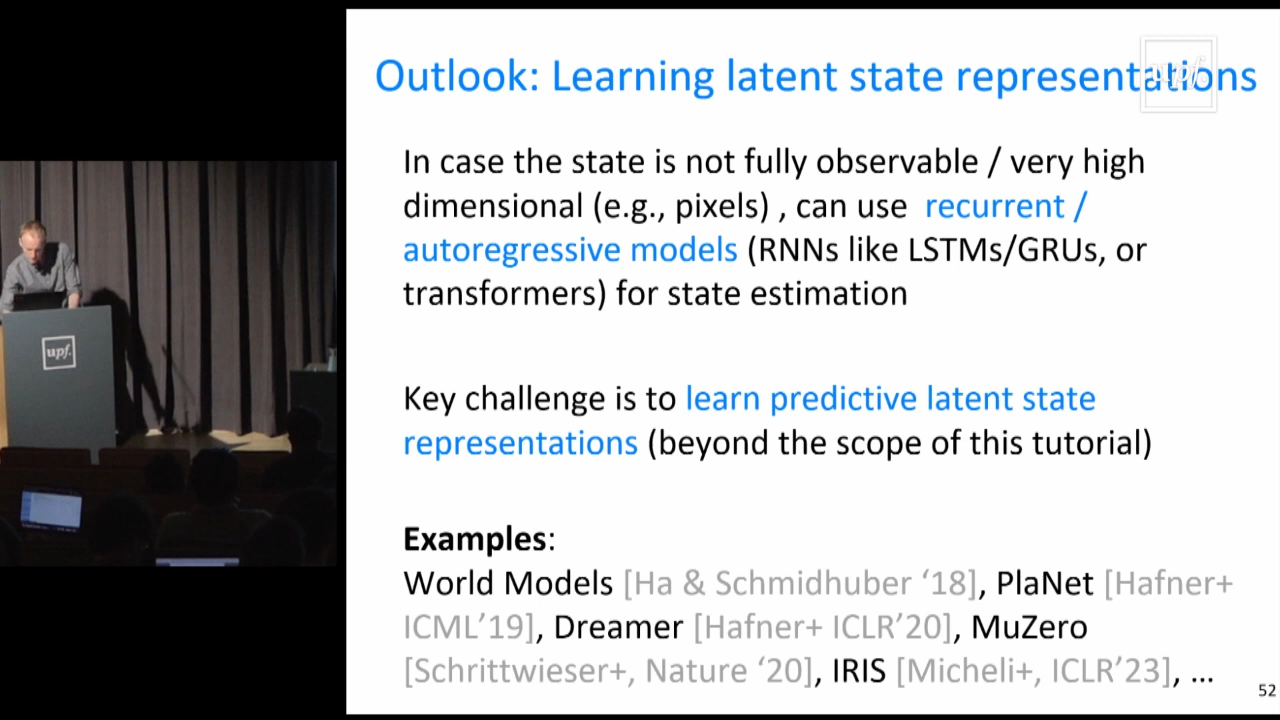 Outlook: Learning latent state representations
upf.
In case the state is not fully observable / very high
dimensional (e.g., pixels) , can use recurrent /
autoregressive models (RNNs like LSTMs/GRUs, or
transformers) for state estimation
upf.
Key challenge is to learn predictive latent state
representations (beyond the scope of this tutorial)
Examples:
World Models [Ha & Schmidhuber ‘18], PlaNet [Hafner+
ICML’19], Dreamer [Hafner+ ICLR’20], MuZero
[Schrittwieser+, Nature ‘20], IRIS [Micheli+, ICLR’23], ...
52